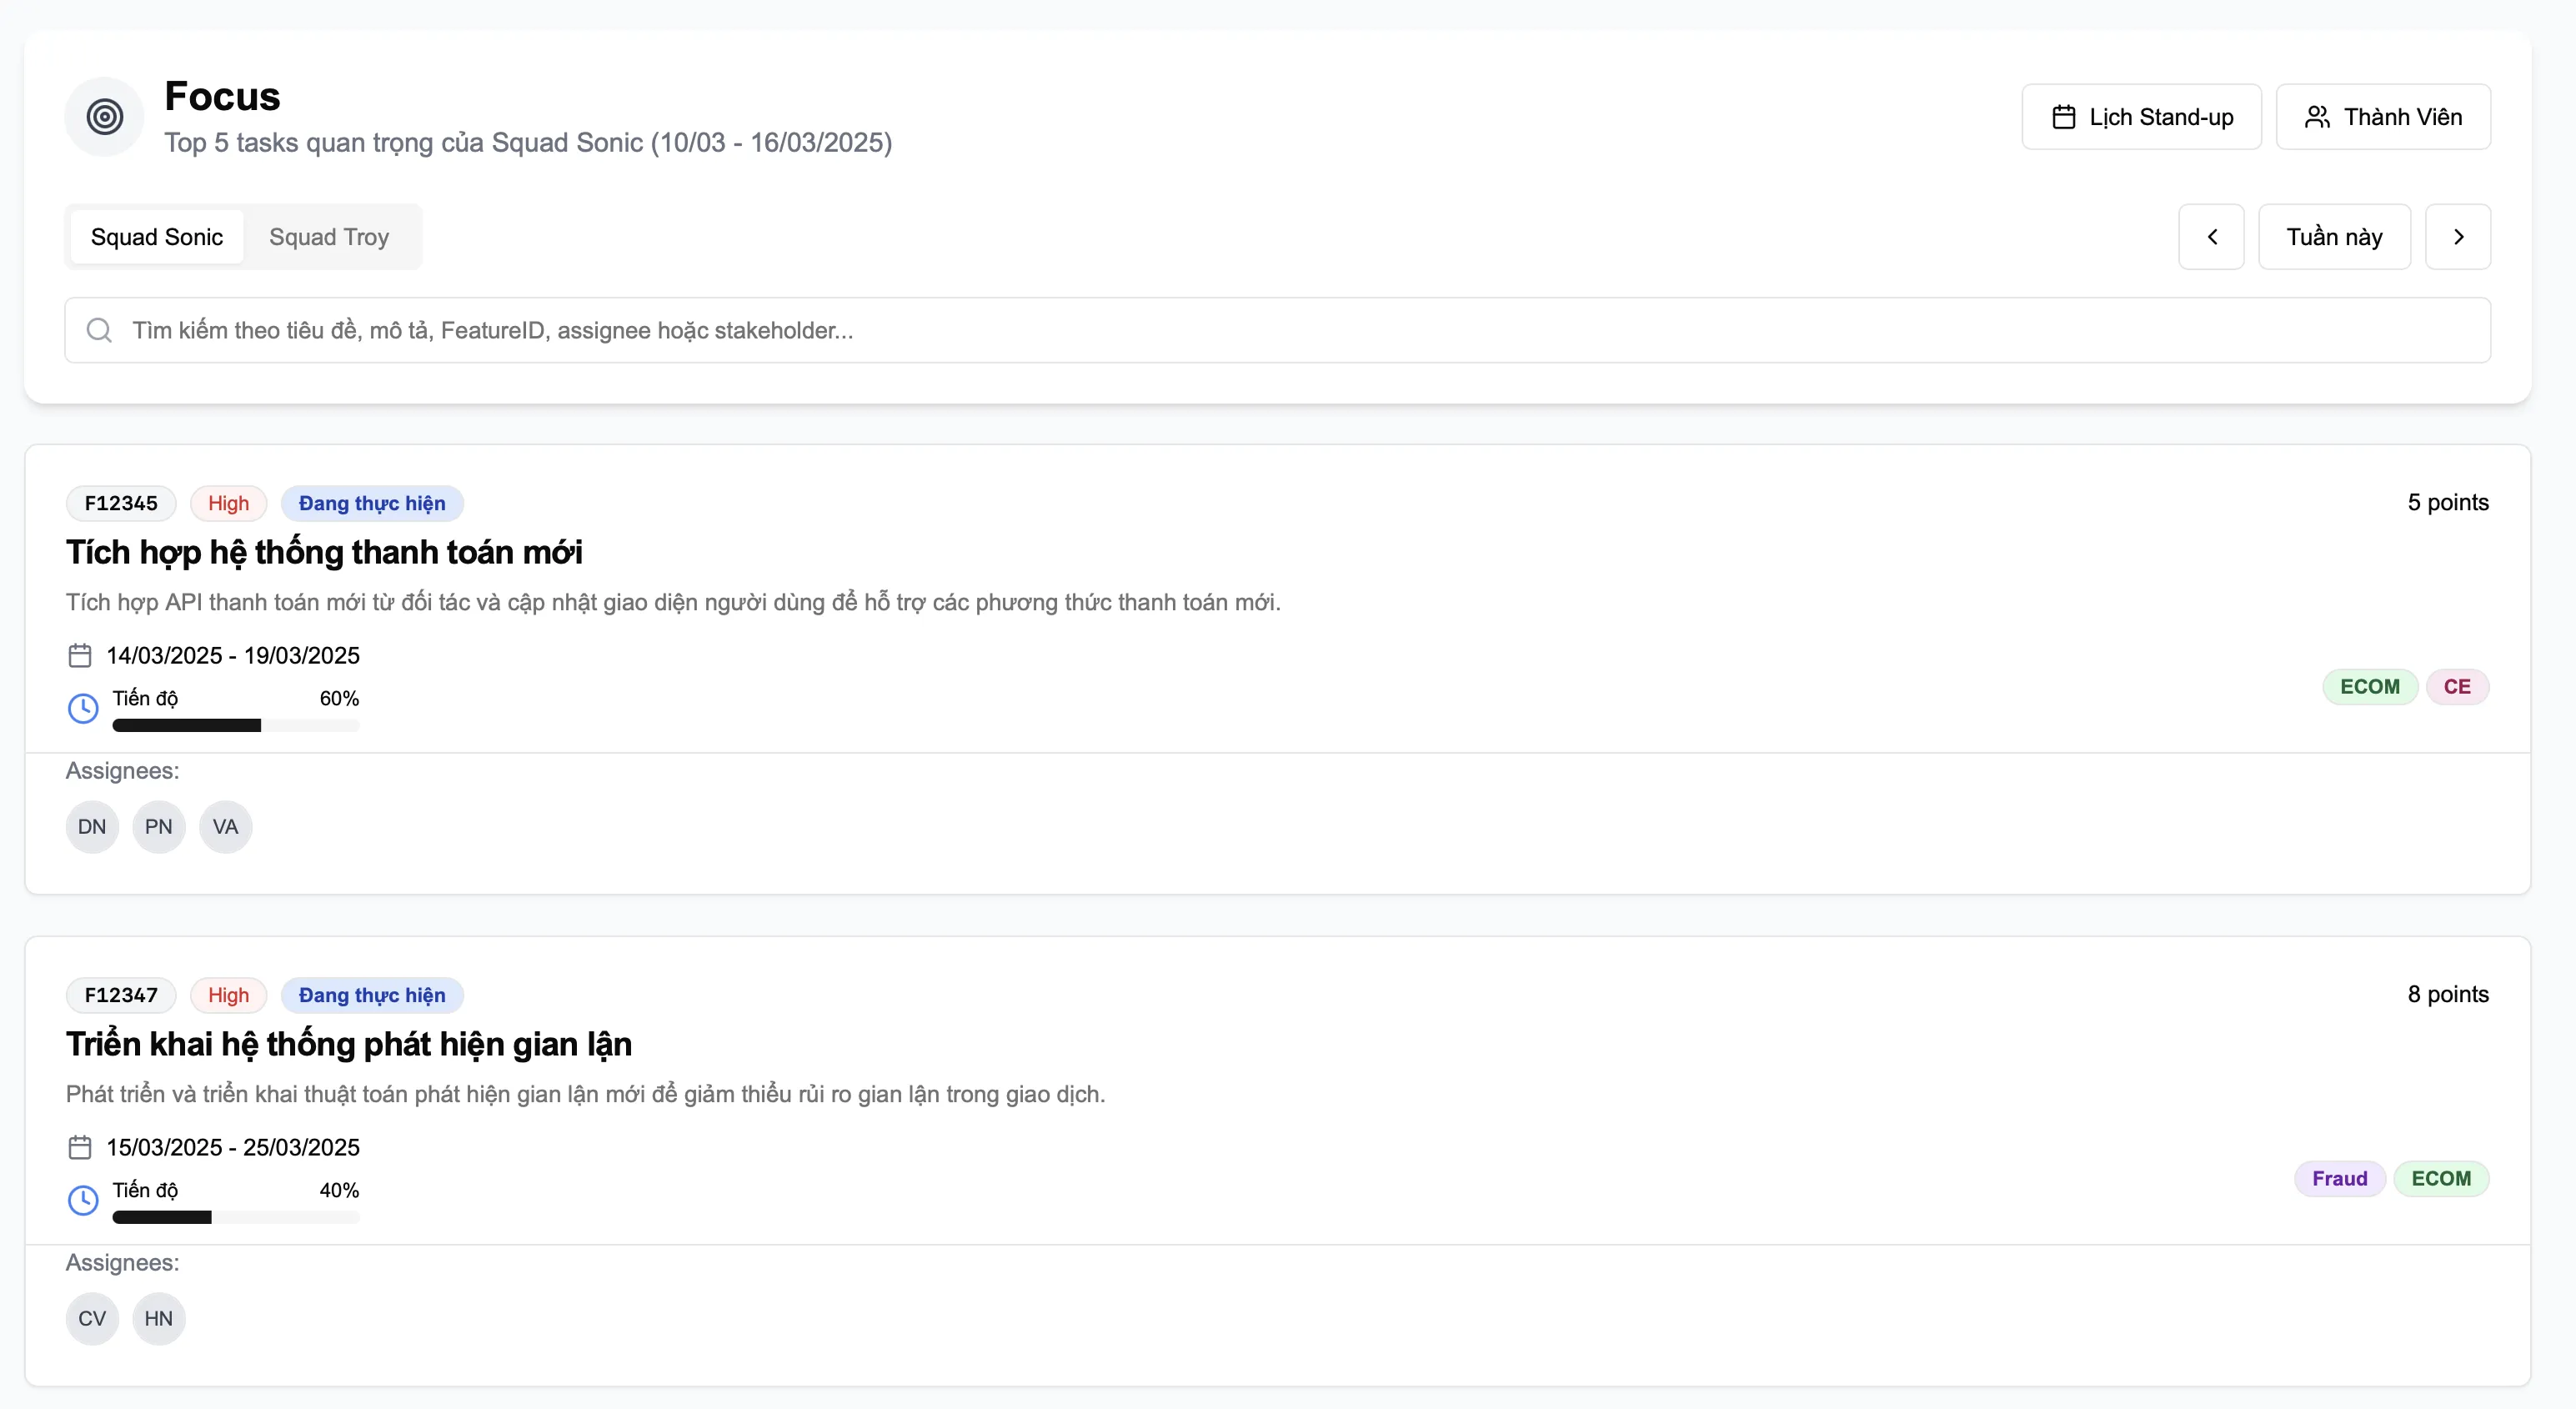 Focus
Top 5 tasks quan trọng của Squad Sonic (10/03 - 16/03/2025)
Lịch Stand-up
Thành Viên
Squad Sonic
Squad Troy
Tuần này
Tìm kiếm theo tiêu đề, mô tả, FeatureID, assignee hoặc stakeholder...
F12345 High Đang thực hiện
5 points
Tích hợp hệ thống thanh toán mới
Tích hợp API thanh toán mới từ đối tác và cập nhật giao diện người dùng để hỗ trợ các phương thức thanh toán mới.
14/03/2025 - 19/03/2025
Tiến độ 60%
ECOM CE
Assignees:
DN PN VA
F12347 High Đang thực hiện
8 points
Triển khai hệ thống phát hiện gian lận
Phát triển và triển khai thuật toán phát hiện gian lận mới để giảm thiểu rủi ro gian lận trong giao dịch.
15/03/2025 - 25/03/2025
Tiến độ 40%
Fraud ECOM
Assignees:
CV HN